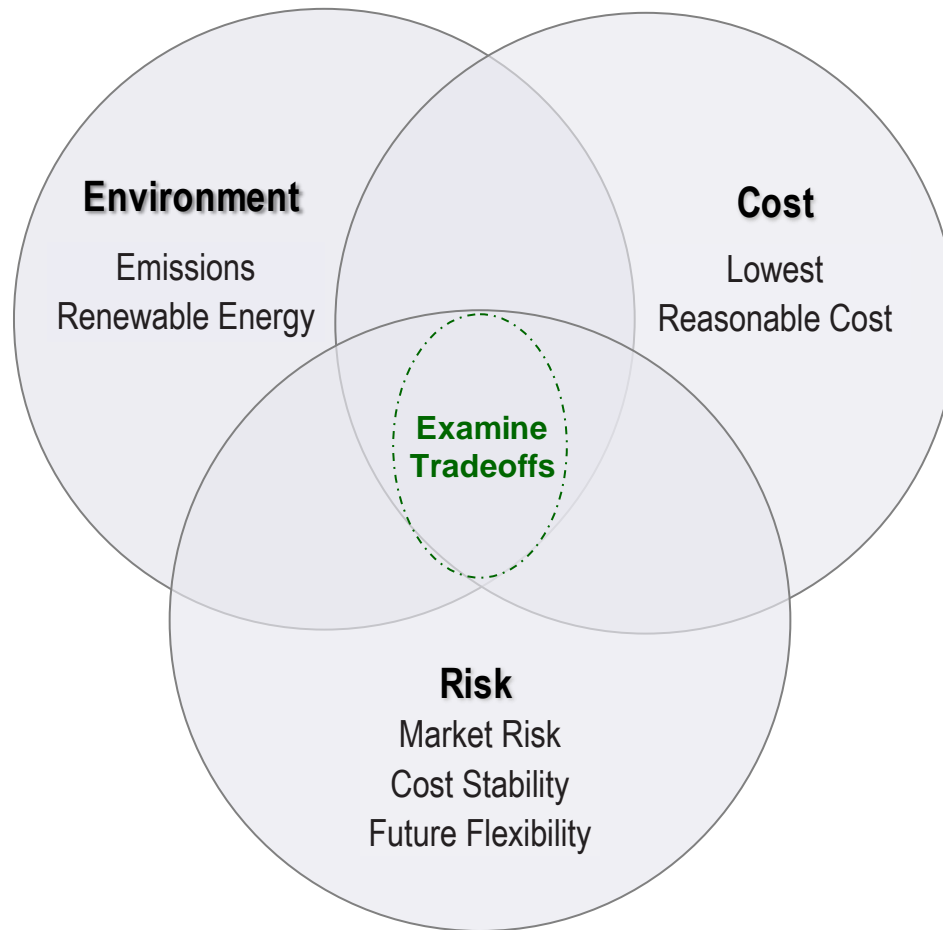 Environment
Emissions
Renewable Energy
Cost
Lowest
Reasonable Cost
Examine
Tradeoffs
Risk
Market Risk
Cost Stability
Future Flexibility